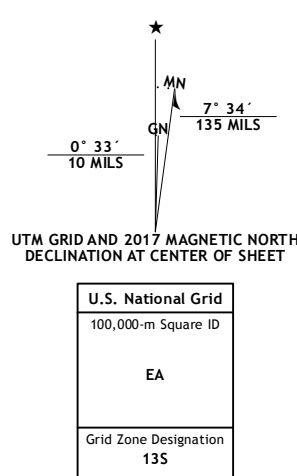 ★
MN
7° 34´
135 MILS
GN
0° 33´
10 MILS
UTM GRID AND 2017 MAGNETIC NORTH
DECLINATION AT CENTER OF SHEET
U.S. National Grid
100,000-m Square ID
EA
Grid Zone Designation
13S